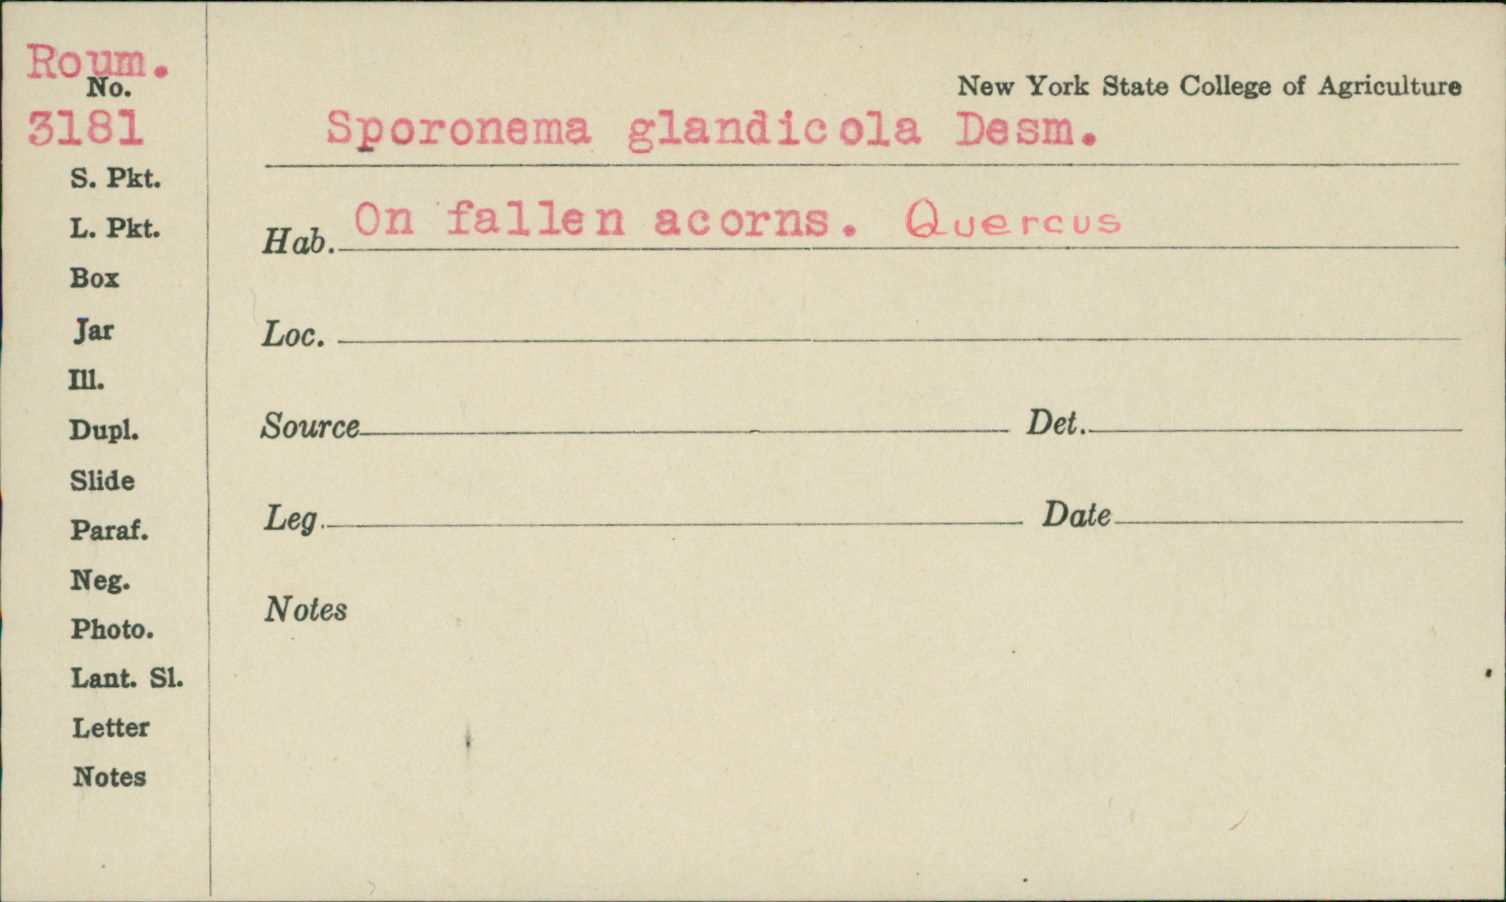 Roum.
No.
3181
S. Pkt.
L. Pkt.
Box
Jar
Ill.
Dupl.
Slide
Paraf.
Neg.
Photo.
Lant. Sl.
Letter
Notes
New York State College of Agriculture
Sporonema glandicola Desm.
Hab. On fallen acorns. Quercus
Loc.
Source Det.
Leg. Date
Notes